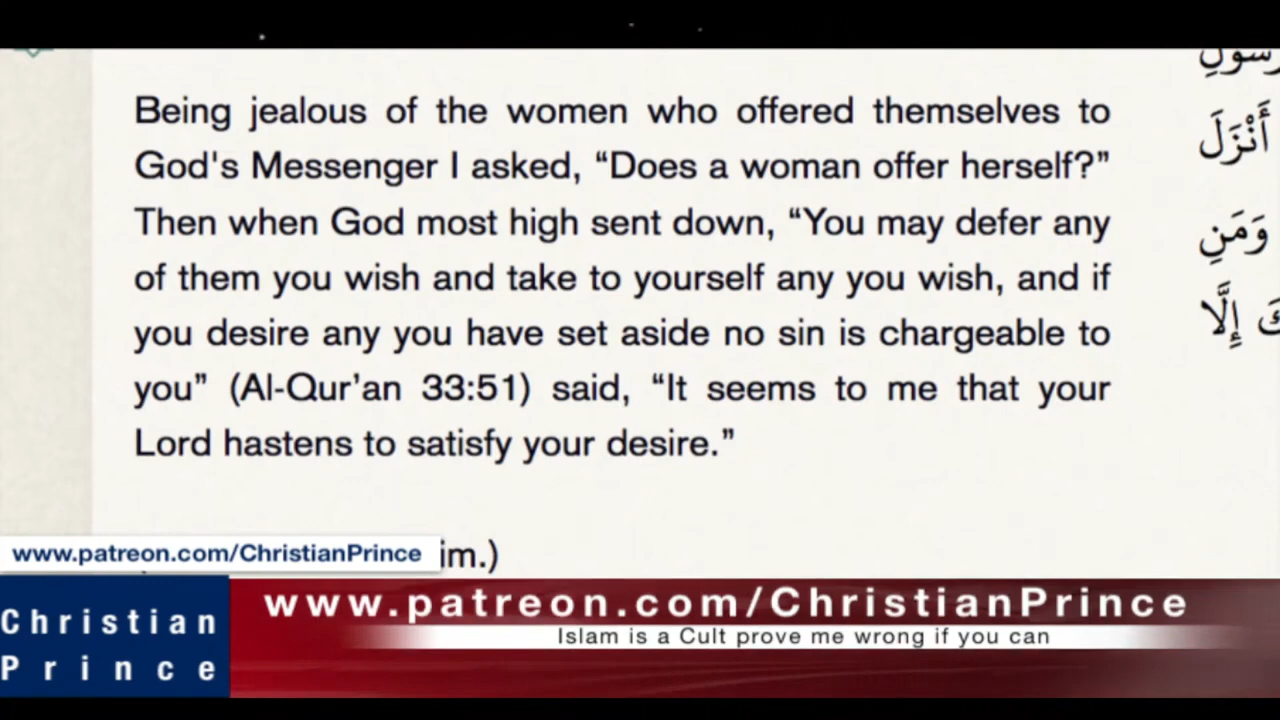 Being jealous of the women who offered themselves to
God's Messenger I asked, “Does a woman offer herself?”
Then when God most high sent down, “You may defer any
of them you wish and take to yourself any you wish, and if
you desire any you have set aside no sin is chargeable to
you” (Al-Qur’an 33:51) said, “It seems to me that your
Lord hastens to satisfy your desire.”
أَنْزَلَ
وَمَنِ
إِلَّا
im.)
www.patreon.com/ChristianPrince
Christian
Prince
www.patreon.com/ChristianPrince
Islam is a Cult prove me wrong if you can